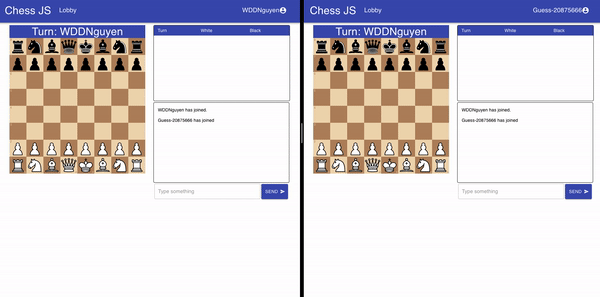 Chess JS Lobby WDDNguyen
Turn: WDDNguyen
Turn White Black
WDDNguyen has joined.
Guess-20875666 has joined
Type something
SEND
Chess JS Lobby Guess-20875666
Turn: WDDNguyen
Turn White Black
WDDNguyen has joined.
Guess-20875666 has joined
Type something
SEND